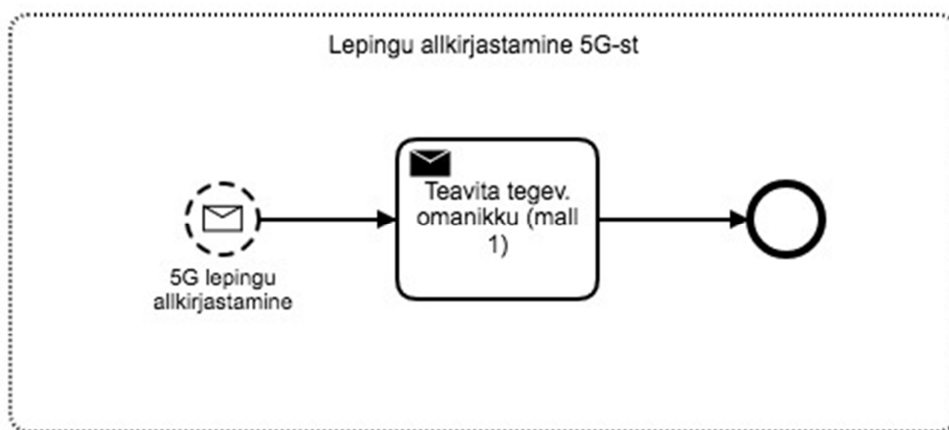 Lepingu allkirjastamine 5G-st
Teavita tegev.
omanikku (mall
1)
5G lepingu
allkirjastamine